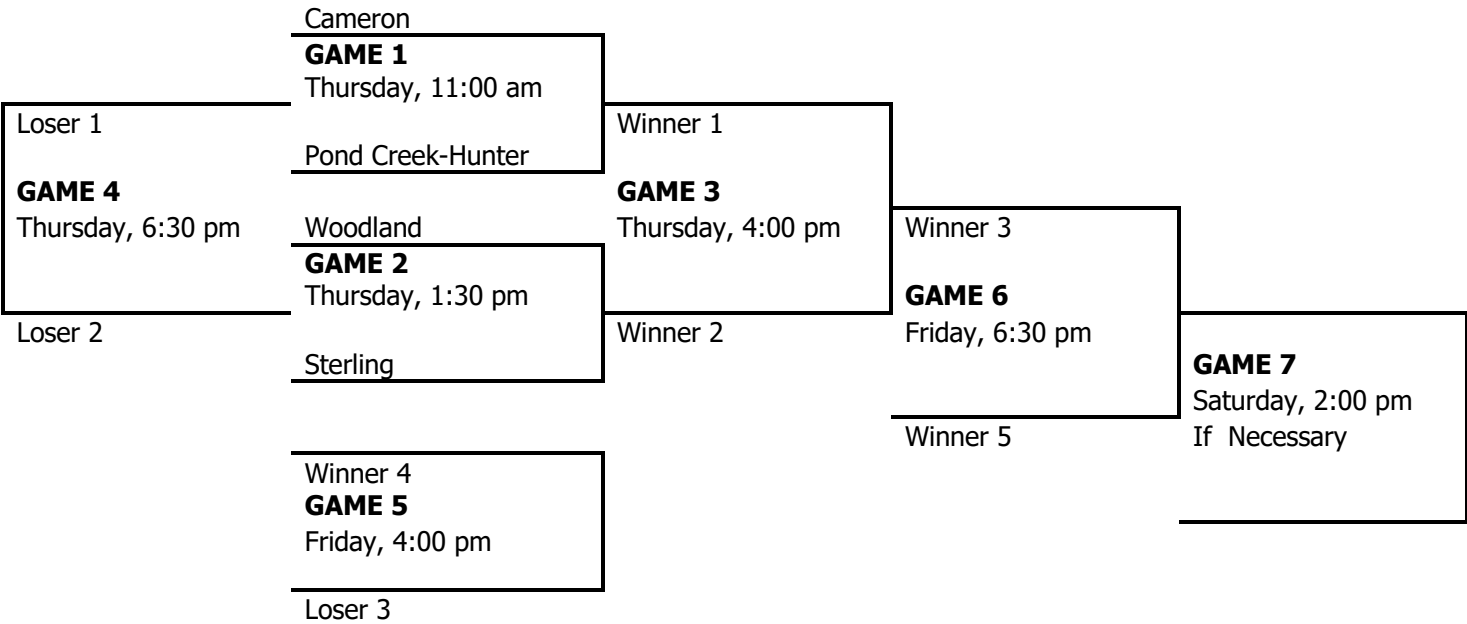 Cameron
GAME 1
Thursday, 11:00 am
Loser 1
Winner 1
Pond Creek-Hunter
GAME 4
GAME 3
Thursday, 6:30 pm
Woodland
Thursday, 4:00 pm
Winner 3
GAME 2
Thursday, 1:30 pm
GAME 6
Loser 2
Winner 2
Friday, 6:30 pm
Sterling
GAME 7
Saturday, 2:00 pm
Winner 5
If  Necessary
Winner 4
GAME 5
Friday, 4:00 pm
Loser 3